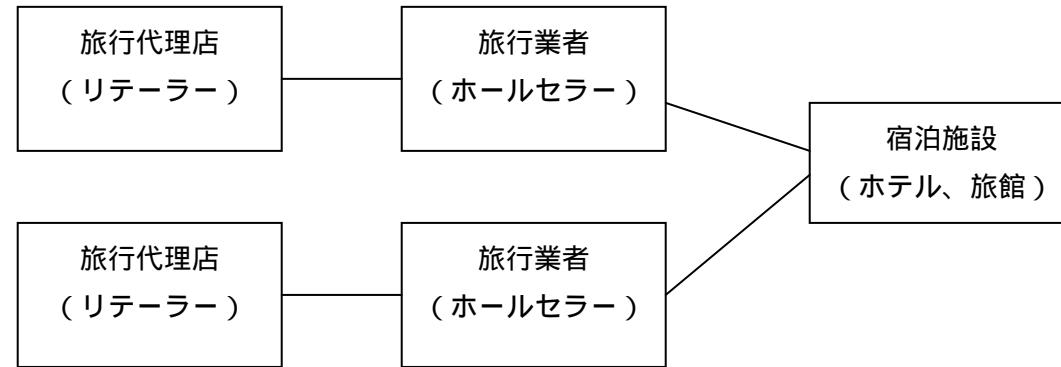 旅行代理店
(リテーラー)
旅行業者
(ホールセラー)
宿泊施設
(ホテル、旅館)
旅行代理店
(リテーラー)
旅行業者
(ホールセラー)